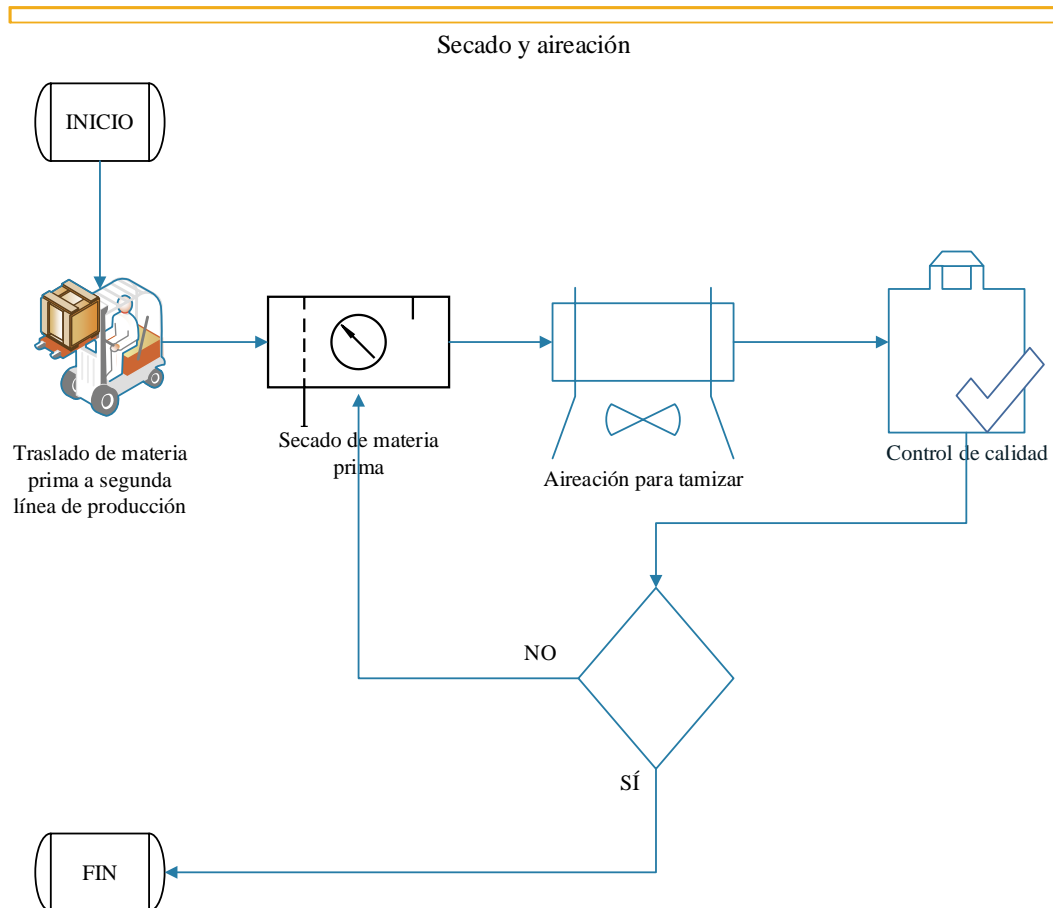 Secado y aireación
INICIO
Traslado de materia
prima a segunda
línea de producción
Secado de materia
prima
Aireación para tamizar
Control de calidad
NO
SÍ
FIN